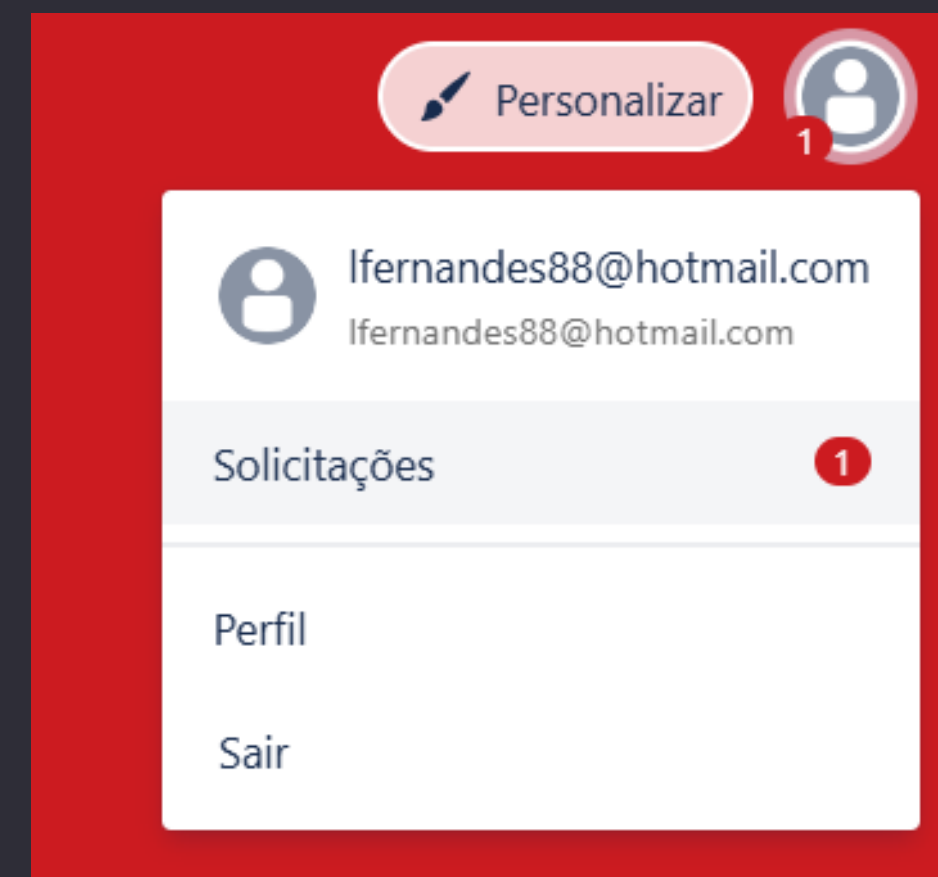 Personalizar
1
lfernandes88@hotmail.com
lfernandes88@hotmail.com
Solicitações 1
Perfil
Sair